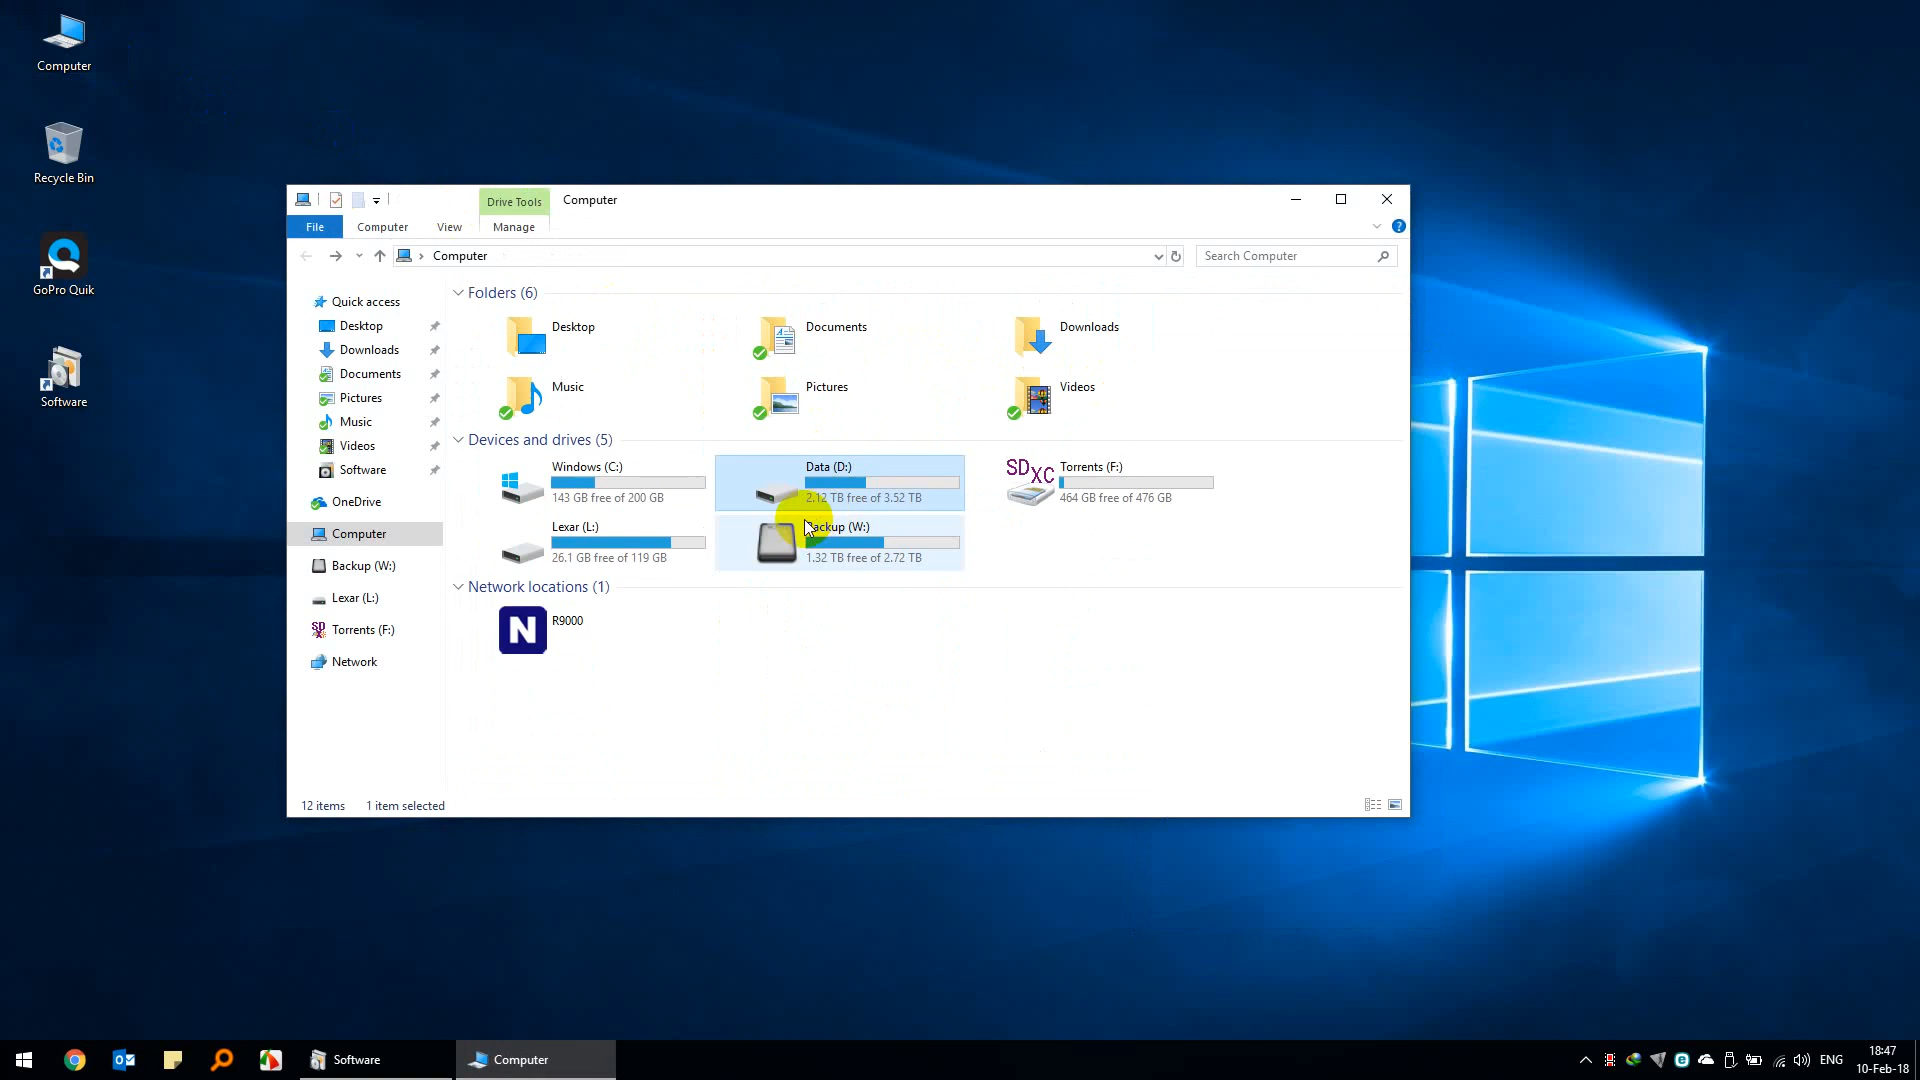 Computer
Recycle Bin
GoPro Quik
Software
Drive Tools
Computer
File
Computer
View
Manage
Computer
Search Computer
Quick access
Desktop
Downloads
Documents
Pictures
Music
Videos
Software
OneDrive
Computer
Backup (W:)
Lexar (L:)
Torrents (F:)
Network
Folders (6)
Desktop
Documents
Downloads
Music
Pictures
Videos
Devices and drives (5)
Windows (C:)
143 GB free of 200 GB
Data (D:)
2.12 TB free of 3.52 TB
SDXC
Torrents (F:)
464 GB free of 476 GB
Lexar (L:)
26.1 GB free of 119 GB
Backup (W:)
1.32 TB free of 2.72 TB
Network locations (1)
N
R9000
12 items
1 item selected
Software
Computer
ENG
18:47
10-Feb-18